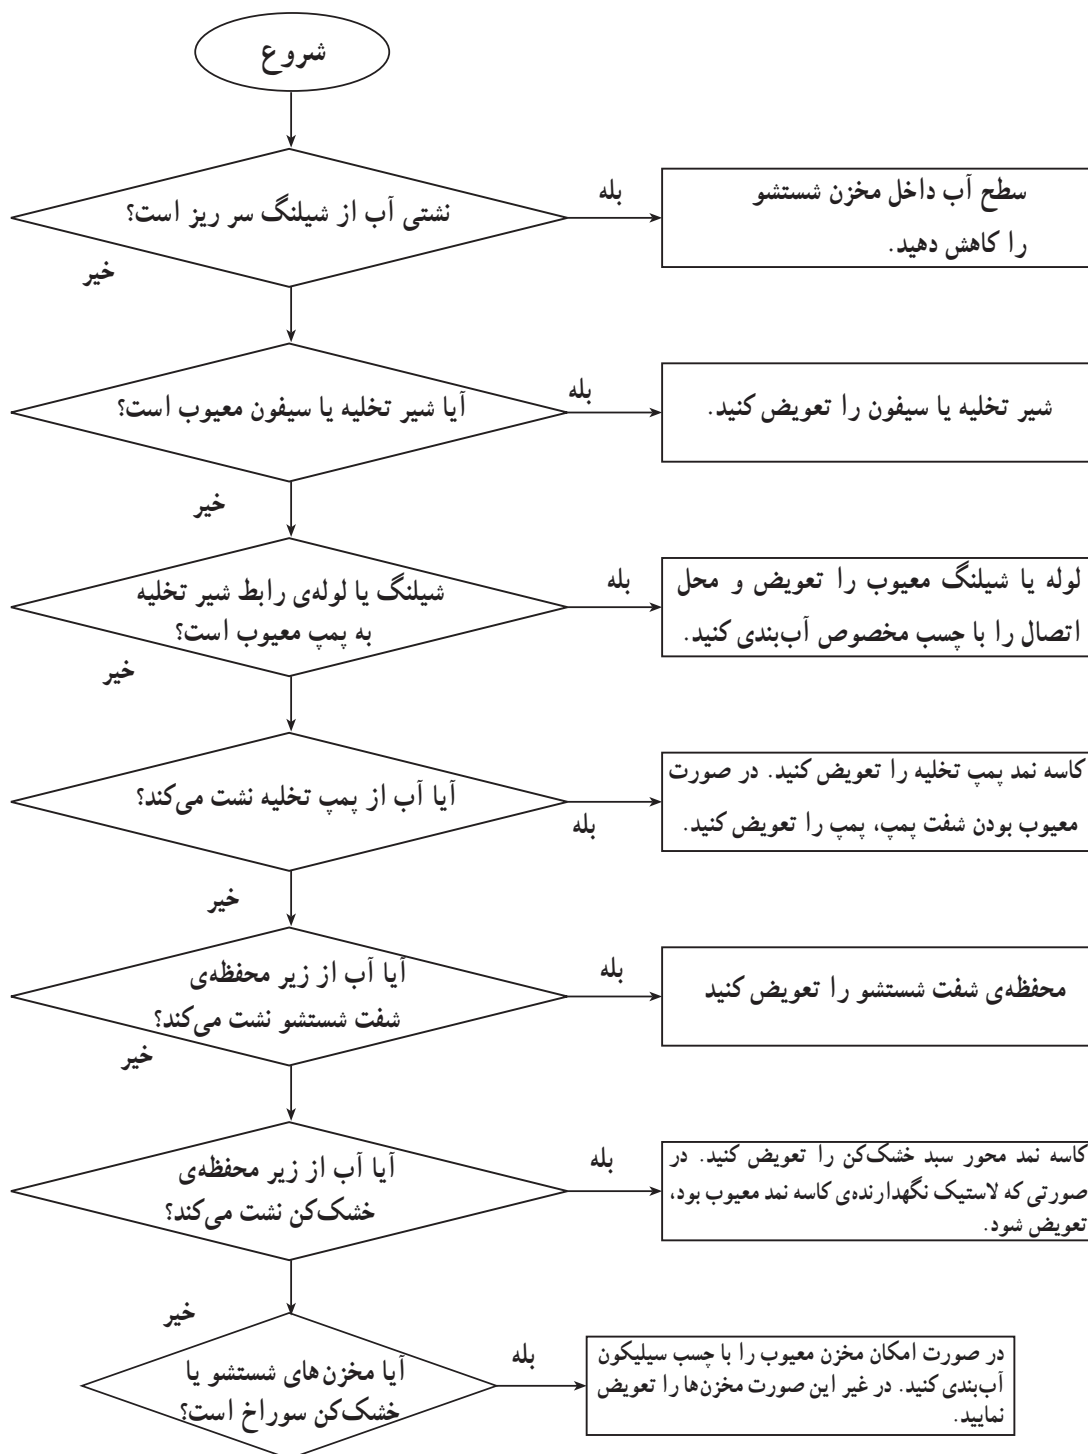 شروع
نشتی آب از شیلنگ سر ریز است؟
بله
سطح آب داخل مخزن شستشو
را کاهش دهید.
خیر
آیا شیر تخلیه یا سیفون معیوب است؟
بله
شیر تخلیه یا سیفون را تعویض کنید.
خیر
شیلنگ یا لوله‌ی رابط شیر تخلیه
به پمپ معیوب است؟
بله
لوله یا شیلنگ معیوب را تعویض و محل
اتصال را با چسب مخصوص آب‌بندی کنید.
خیر
آیا آب از پمپ تخلیه نشت می‌کند؟
بله
کاسه نمد پمپ تخلیه را تعویض کنید. در صورت
معیوب بودن شفت پمپ، پمپ را تعویض کنید.
خیر
آیا آب از زیر محفظه‌ی
شفت شستشو نشت می‌کند؟
بله
محفظه‌ی شفت شستشو را تعویض کنید
خیر
آیا آب از زیر محفظه‌ی
خشک‌کن نشت می‌کند؟
بله
کاسه نمد محور سبد خشک‌کن را تعویض کنید. در
صورتی که لاستیک نگهدارنده‌ی کاسه نمد معیوب بود،
تعویض شود.
خیر
آیا مخزن‌های شستشو یا
خشک‌کن سوراخ است؟
بله
در صورت امکان مخزن معیوب را با چسب سیلیکون
آب‌بندی کنید. در غیر این صورت مخزن‌ها را تعویض
نمایید.